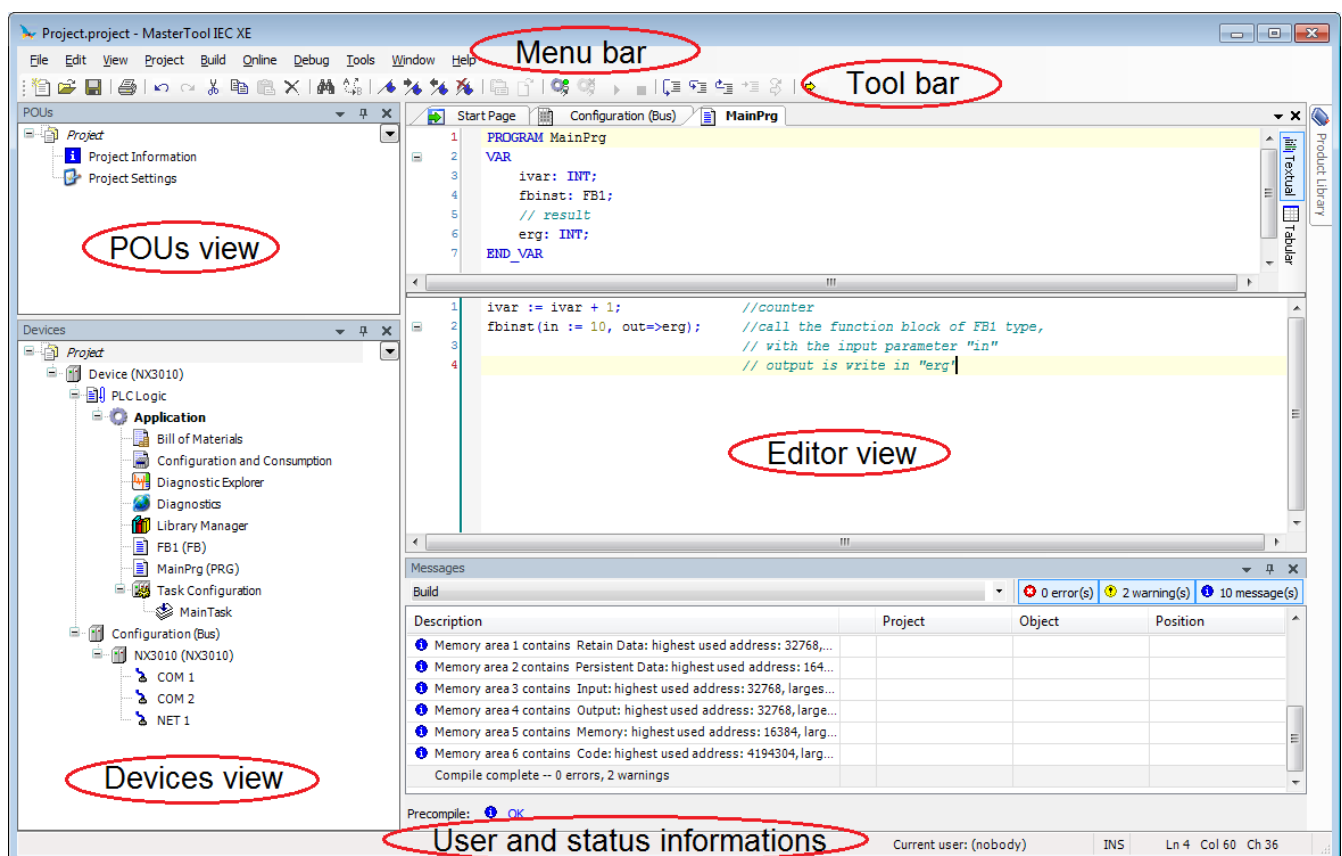 Project.project - MasterTool IEC XE
File Edit View Project Build Online Debug Tools Window Help
Menu bar
Tool bar
POUs
Project
Project Information
Project Settings
POUs view
Devices
Project
Device (NX3010)
PLC Logic
Application
Bill of Materials
Configuration and Consumption
Diagnostic Explorer
Diagnostics
Library Manager
FB1 (FB)
MainPrg (PRG)
Task Configuration
MainTask
Configuration (Bus)
NX3010 (NX3010)
COM 1
COM 2
NET 1
Devices view
Start Page Configuration (Bus) MainPrg
1 PROGRAM MainPrg
2 VAR
3 ivar: INT;
4 fbinst: FB1;
5 // result
6 erg: INT;
7 END_VAR
Textual
Tabular
Product Library
1 ivar := ivar + 1; //counter
2 fbinst(in := 10, out=>erg); //call the function block of FB1 type,
3 // with the input parameter "in"
4 // output is write in "erg"
Editor view
Messages
Build 0 error(s) 2 warning(s) 10 message(s)
Description Project Object Position
Memory area 1 contains Retain Data: highest used address: 32768,...
Memory area 2 contains Persistent Data: highest used address: 164...
Memory area 3 contains Input: highest used address: 32768, larges...
Memory area 4 contains Output: highest used address: 32768, large...
Memory area 5 contains Memory: highest used address: 16384, larg...
Memory area 6 contains Code: highest used address: 4194304, larg...
Compile complete -- 0 errors, 2 warnings
Precompile: OK
User and status informations
Current user: (nobody) INS Ln 4 Col 60 Ch 36